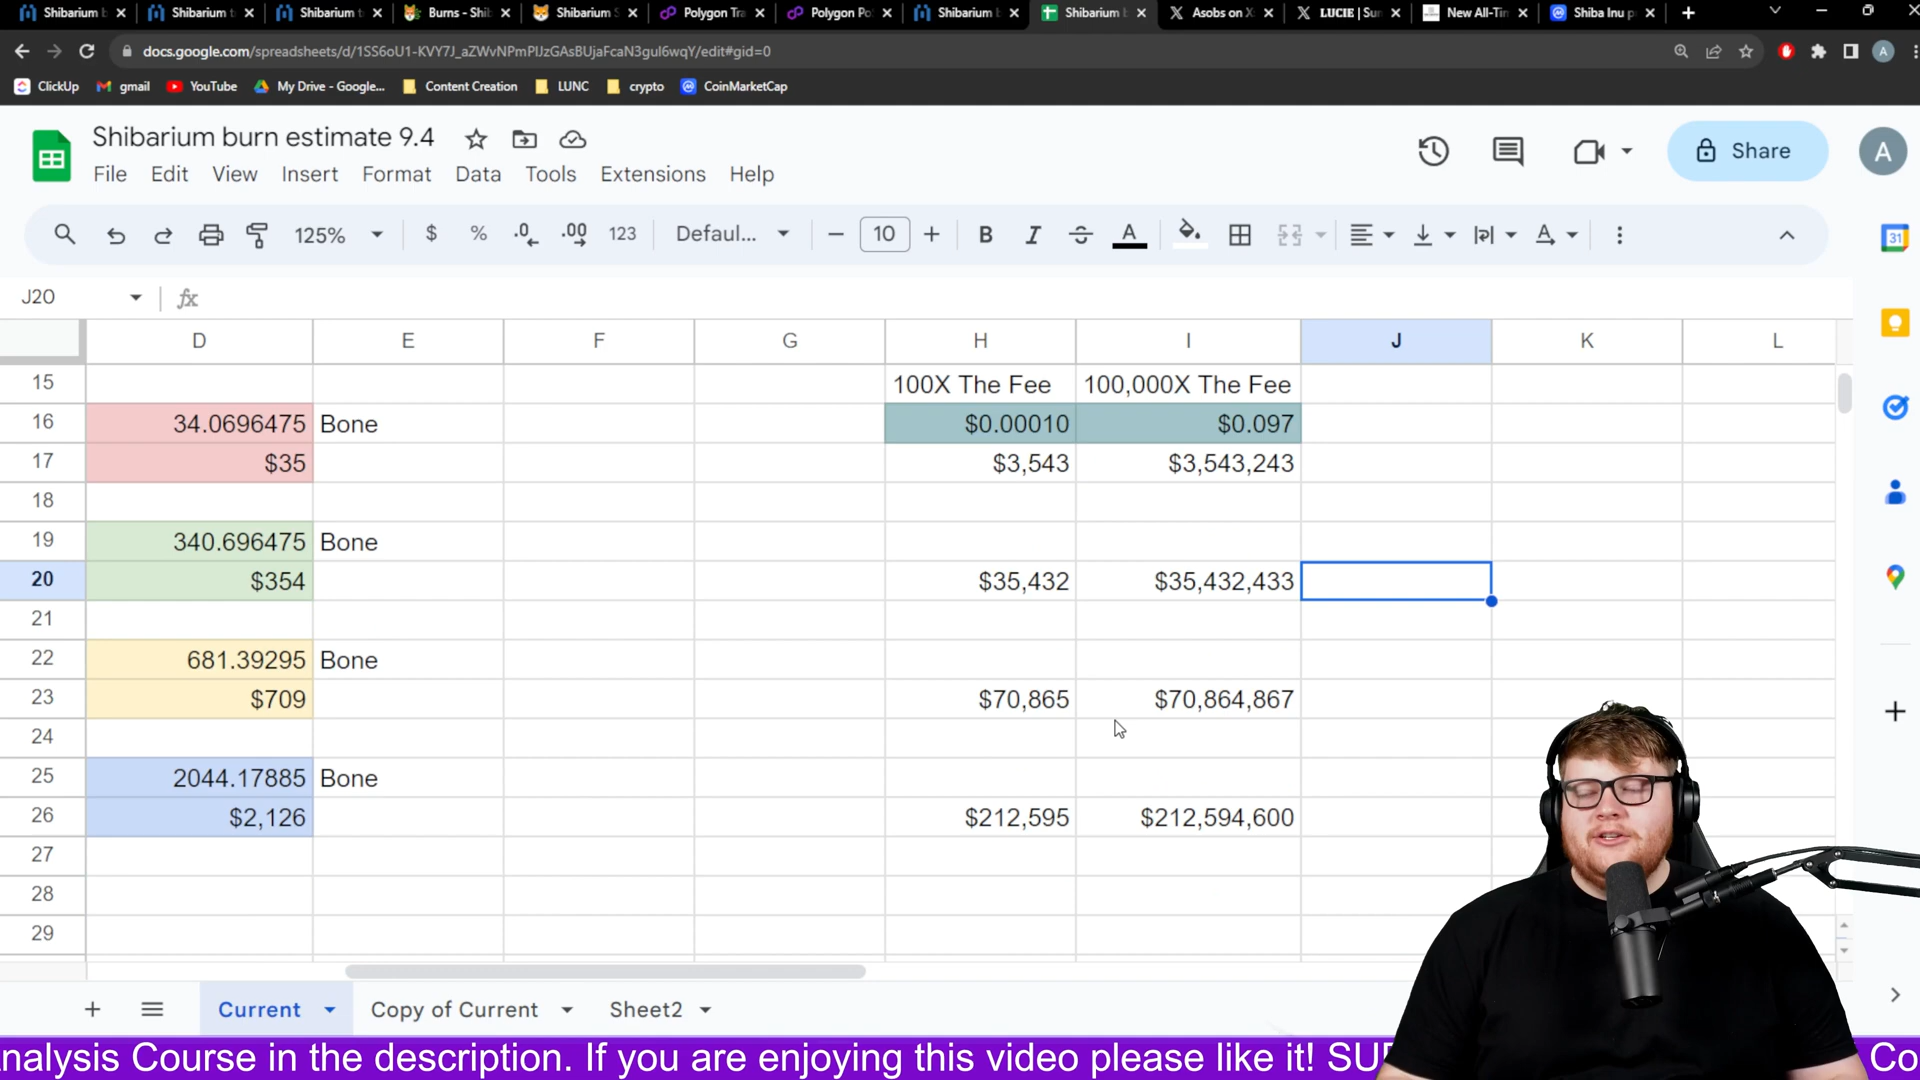 Shibarium b
Shibarium t
Shibarium t
Burns - Shi
Shibarium S
Polygon Tra
Polygon Po
Shibarium b
Shibarium b
Asobs on X
LUCIE | Su
New All-Tim
Shiba Inu p
docs.google.com/spreadsheets/d/1SS6oU1-KVY7J_aZWvNPmPlJzGAsBUjaFcaN3gul6wqY/edit#gid=0
A
ClickUp
gmail
YouTube
My Drive - Google...
Content Creation
LUNC
crypto
CoinMarketCap
Shibarium burn estimate 9.4
Share
A
File Edit View Insert Format Data Tools Extensions Help
125% $ % .0 .00 123 Defaul... 10 B I A
31
J20 fx
D E F G H I J K L
15 100X The Fee 100,000X The Fee
16 34.0696475 Bone $0.00010 $0.097
17 $35 $3,543 $3,543,243
18
19 340.696475 Bone
20 $354 $35,432 $35,432,433
21
22 681.39295 Bone
23 $709 $70,865 $70,864,867
24
25 2044.17885 Bone
26 $2,126 $212,595 $212,594,600
27
28
29
Current Copy of Current Sheet2
nalysis Course in the description. If you are enjoying this video please like it! SU Co